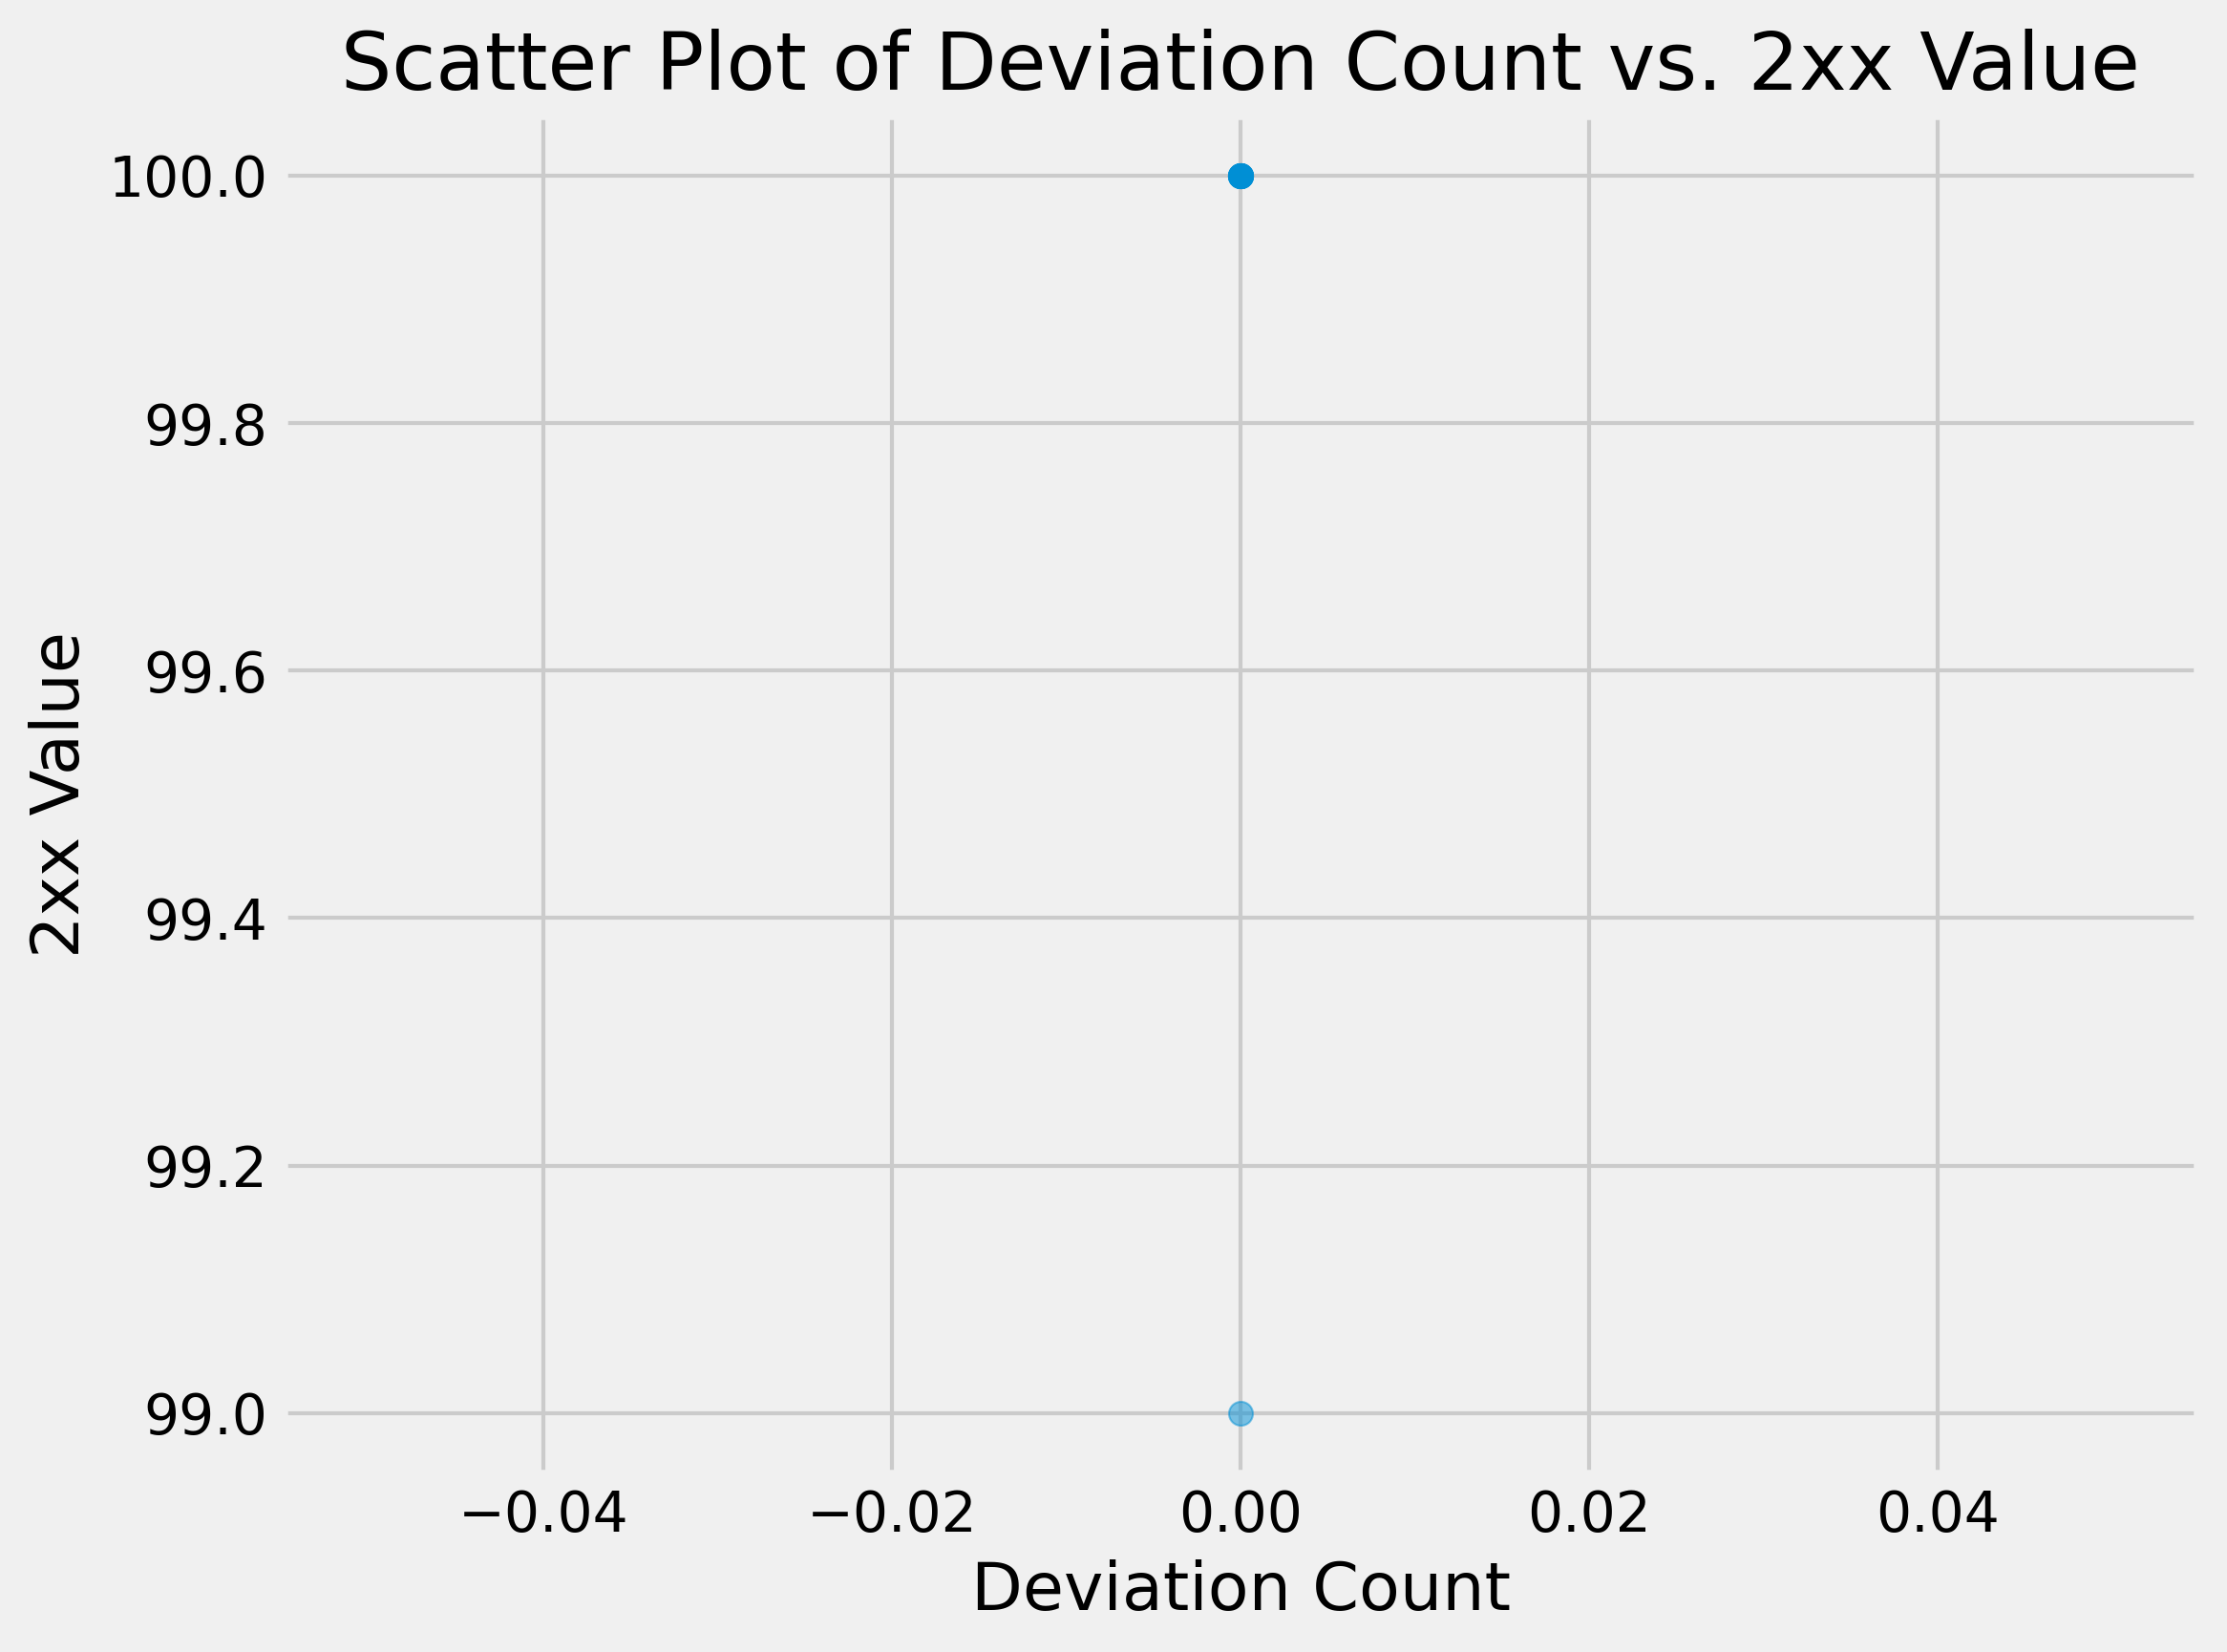 Scatter Plot of Deviation Count vs. 2xx Value
100.0
99.8
99.6
99.4
99.2
99.0
2xx Value
−0.04 −0.02 0.00 0.02 0.04
Deviation Count